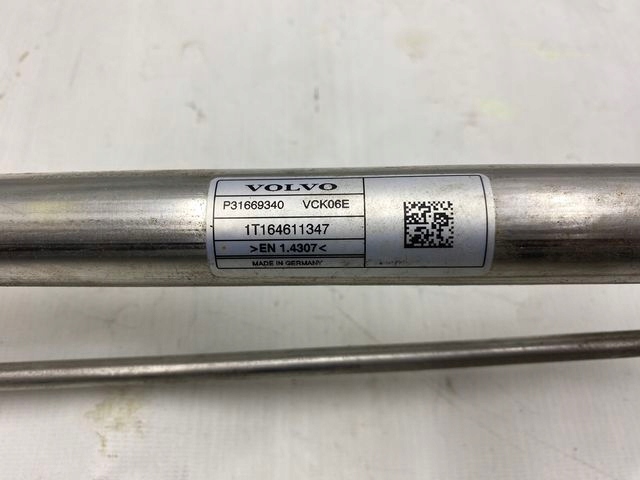 VOLVO
P31669340 VCK06E
1T164611347
>EN 1.4307<
MADE IN GERMANY